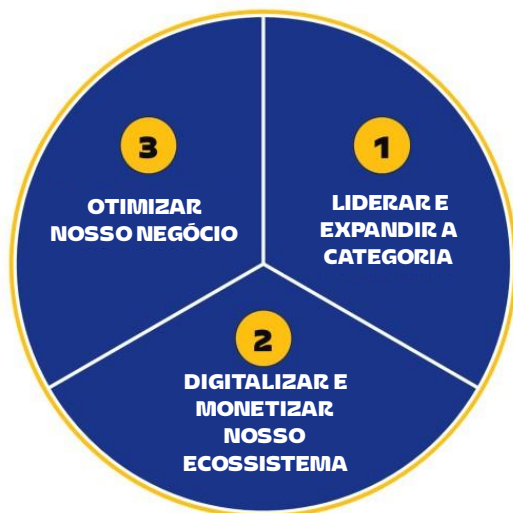 3
OTIMIZAR
NOSSO NEGÓCIO
1
LIDERAR E
EXPANDIR A
CATEGORIA
2
DIGITALIZAR E
MONETIZAR
NOSSO
ECOSSISTEMA